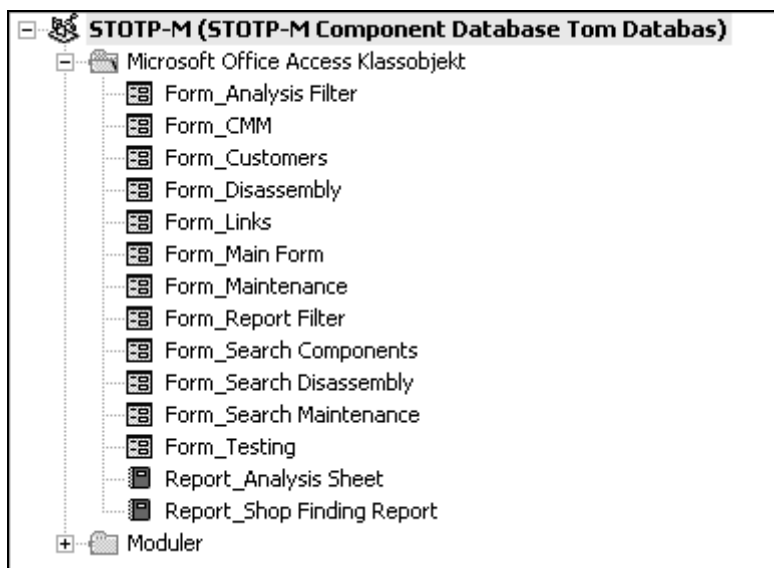 STOTP-M (STOTP-M Component Database Tom Databas)
Microsoft Office Access Klassobjekt
Form_Analysis Filter
Form_CMM
Form_Customers
Form_Disassembly
Form_Links
Form_Main Form
Form_Maintenance
Form_Report Filter
Form_Search Components
Form_Search Disassembly
Form_Search Maintenance
Form_Testing
Report_Analysis Sheet
Report_Shop Finding Report
Moduler